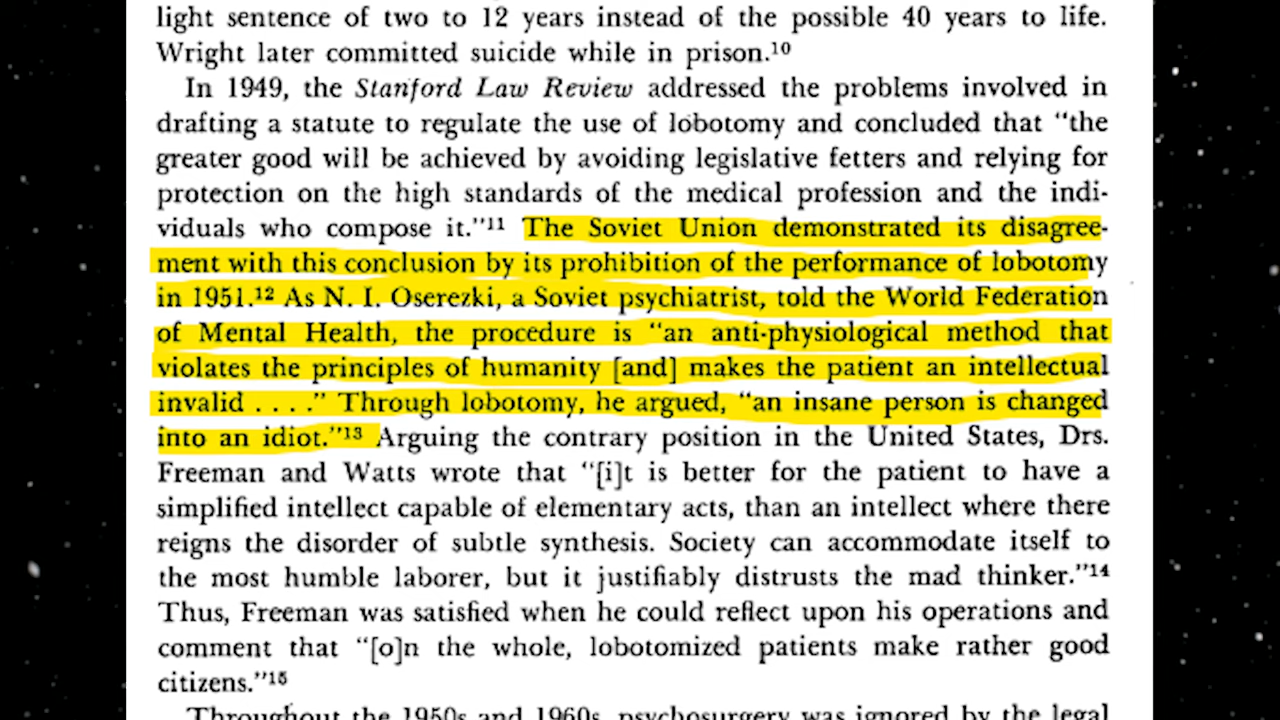 light sentence of two to 12 years instead of the possible 40 years to life.
Wright later committed suicide while in prison.¹⁰
In 1949, the Stanford Law Review addressed the problems involved in
drafting a statute to regulate the use of lobotomy and concluded that "the
greater good will be achieved by avoiding legislative fetters and relying for
protection on the high standards of the medical profession and the indi-
viduals who compose it."¹¹ The Soviet Union demonstrated its disagree-
ment with this conclusion by its prohibition of the performance of lobotomy
in 1951.¹² As N. I. Oserezki, a Soviet psychiatrist, told the World Federation
of Mental Health, the procedure is "an anti-physiological method that
violates the principles of humanity [and] makes the patient an intellectual
invalid . . . ." Through lobotomy, he argued, "an insane person is changed
into an idiot."¹³ Arguing the contrary position in the United States, Drs.
Freeman and Watts wrote that "[i]t is better for the patient to have a
simplified intellect capable of elementary acts, than an intellect where there
reigns the disorder of subtle synthesis. Society can accommodate itself to
the most humble laborer, but it justifiably distrusts the mad thinker."¹⁴
Thus, Freeman was satisfied when he could reflect upon his operations and
comment that "[o]n the whole, lobotomized patients make rather good
citizens."¹⁵
Throughout the 1950s and 1960s, psychosurgery was ignored by the legal